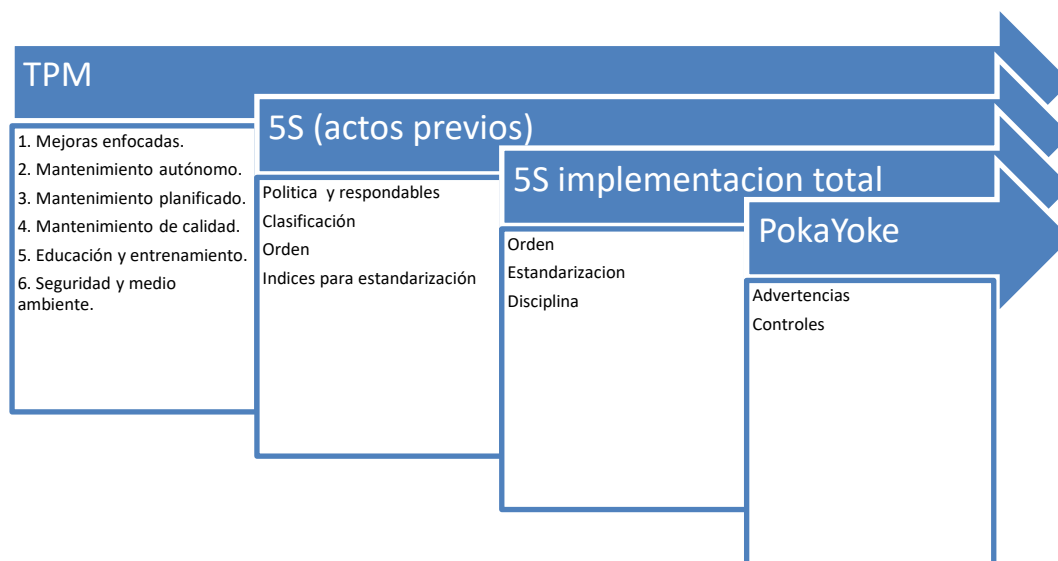 TPM
1. Mejoras enfocadas.
2. Mantenimiento autónomo.
3. Mantenimiento planificado.
4. Mantenimiento de calidad.
5. Educación y entrenamiento.
6. Seguridad y medio
ambiente.
5S (actos previos)
Politica y respondables
Clasificación
Orden
Indices para estandarización
5S implementacion total
Orden
Estandarizacion
Disciplina
PokaYoke
Advertencias
Controles